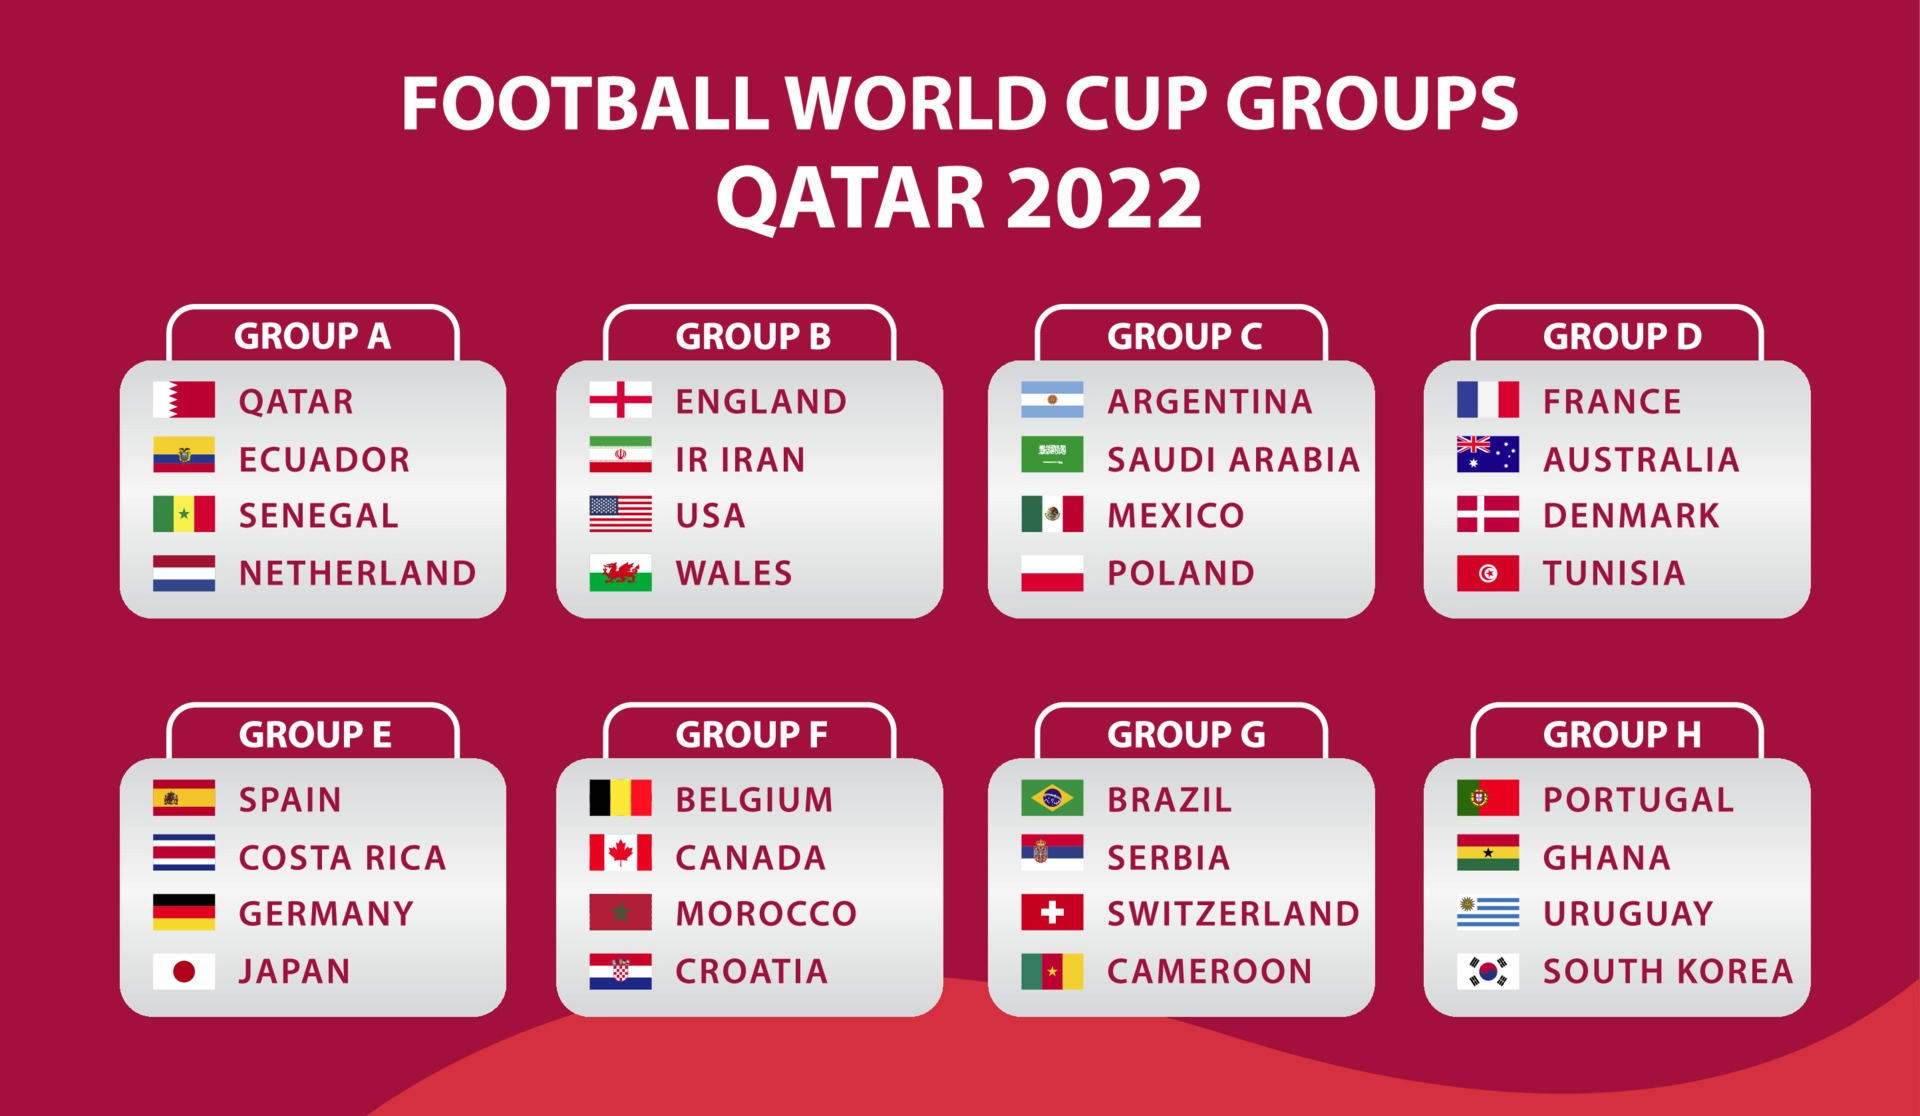 FOOTBALL WORLD CUP GROUPS
QATAR 2022
GROUP A
QATAR
ECUADOR
SENEGAL
NETHERLAND
GROUP B
ENGLAND
IR IRAN
USA
WALES
GROUP C
ARGENTINA
SAUDI ARABIA
MEXICO
POLAND
GROUP D
FRANCE
AUSTRALIA
DENMARK
TUNISIA
GROUP E
SPAIN
COSTA RICA
GERMANY
JAPAN
GROUP F
BELGIUM
CANADA
MOROCCO
CROATIA
GROUP G
BRAZIL
SERBIA
SWITZERLAND
CAMEROON
GROUP H
PORTUGAL
GHANA
URUGUAY
SOUTH KOREA